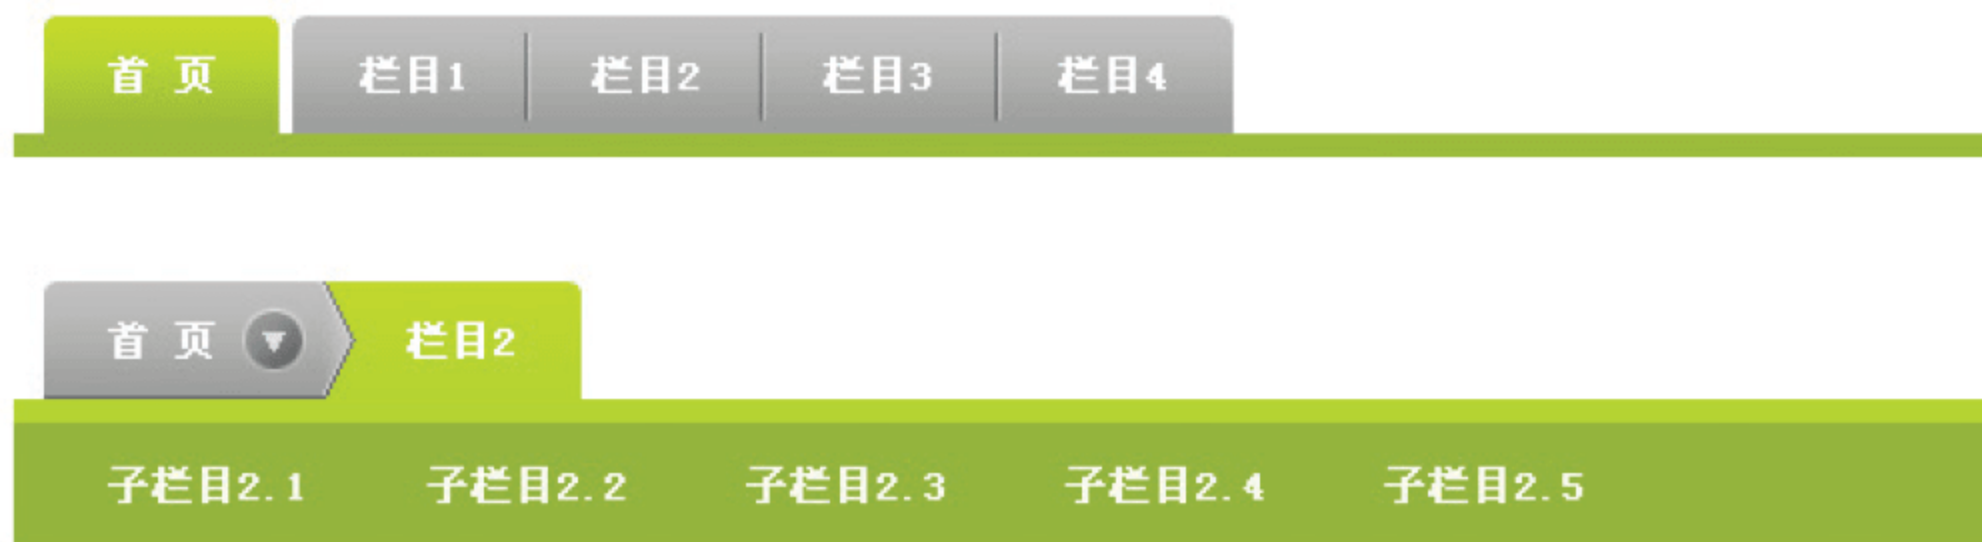 首 页 栏目1 栏目2 栏目3 栏目4
首 页 栏目2
子栏目2.1 子栏目2.2 子栏目2.3 子栏目2.4 子栏目2.5